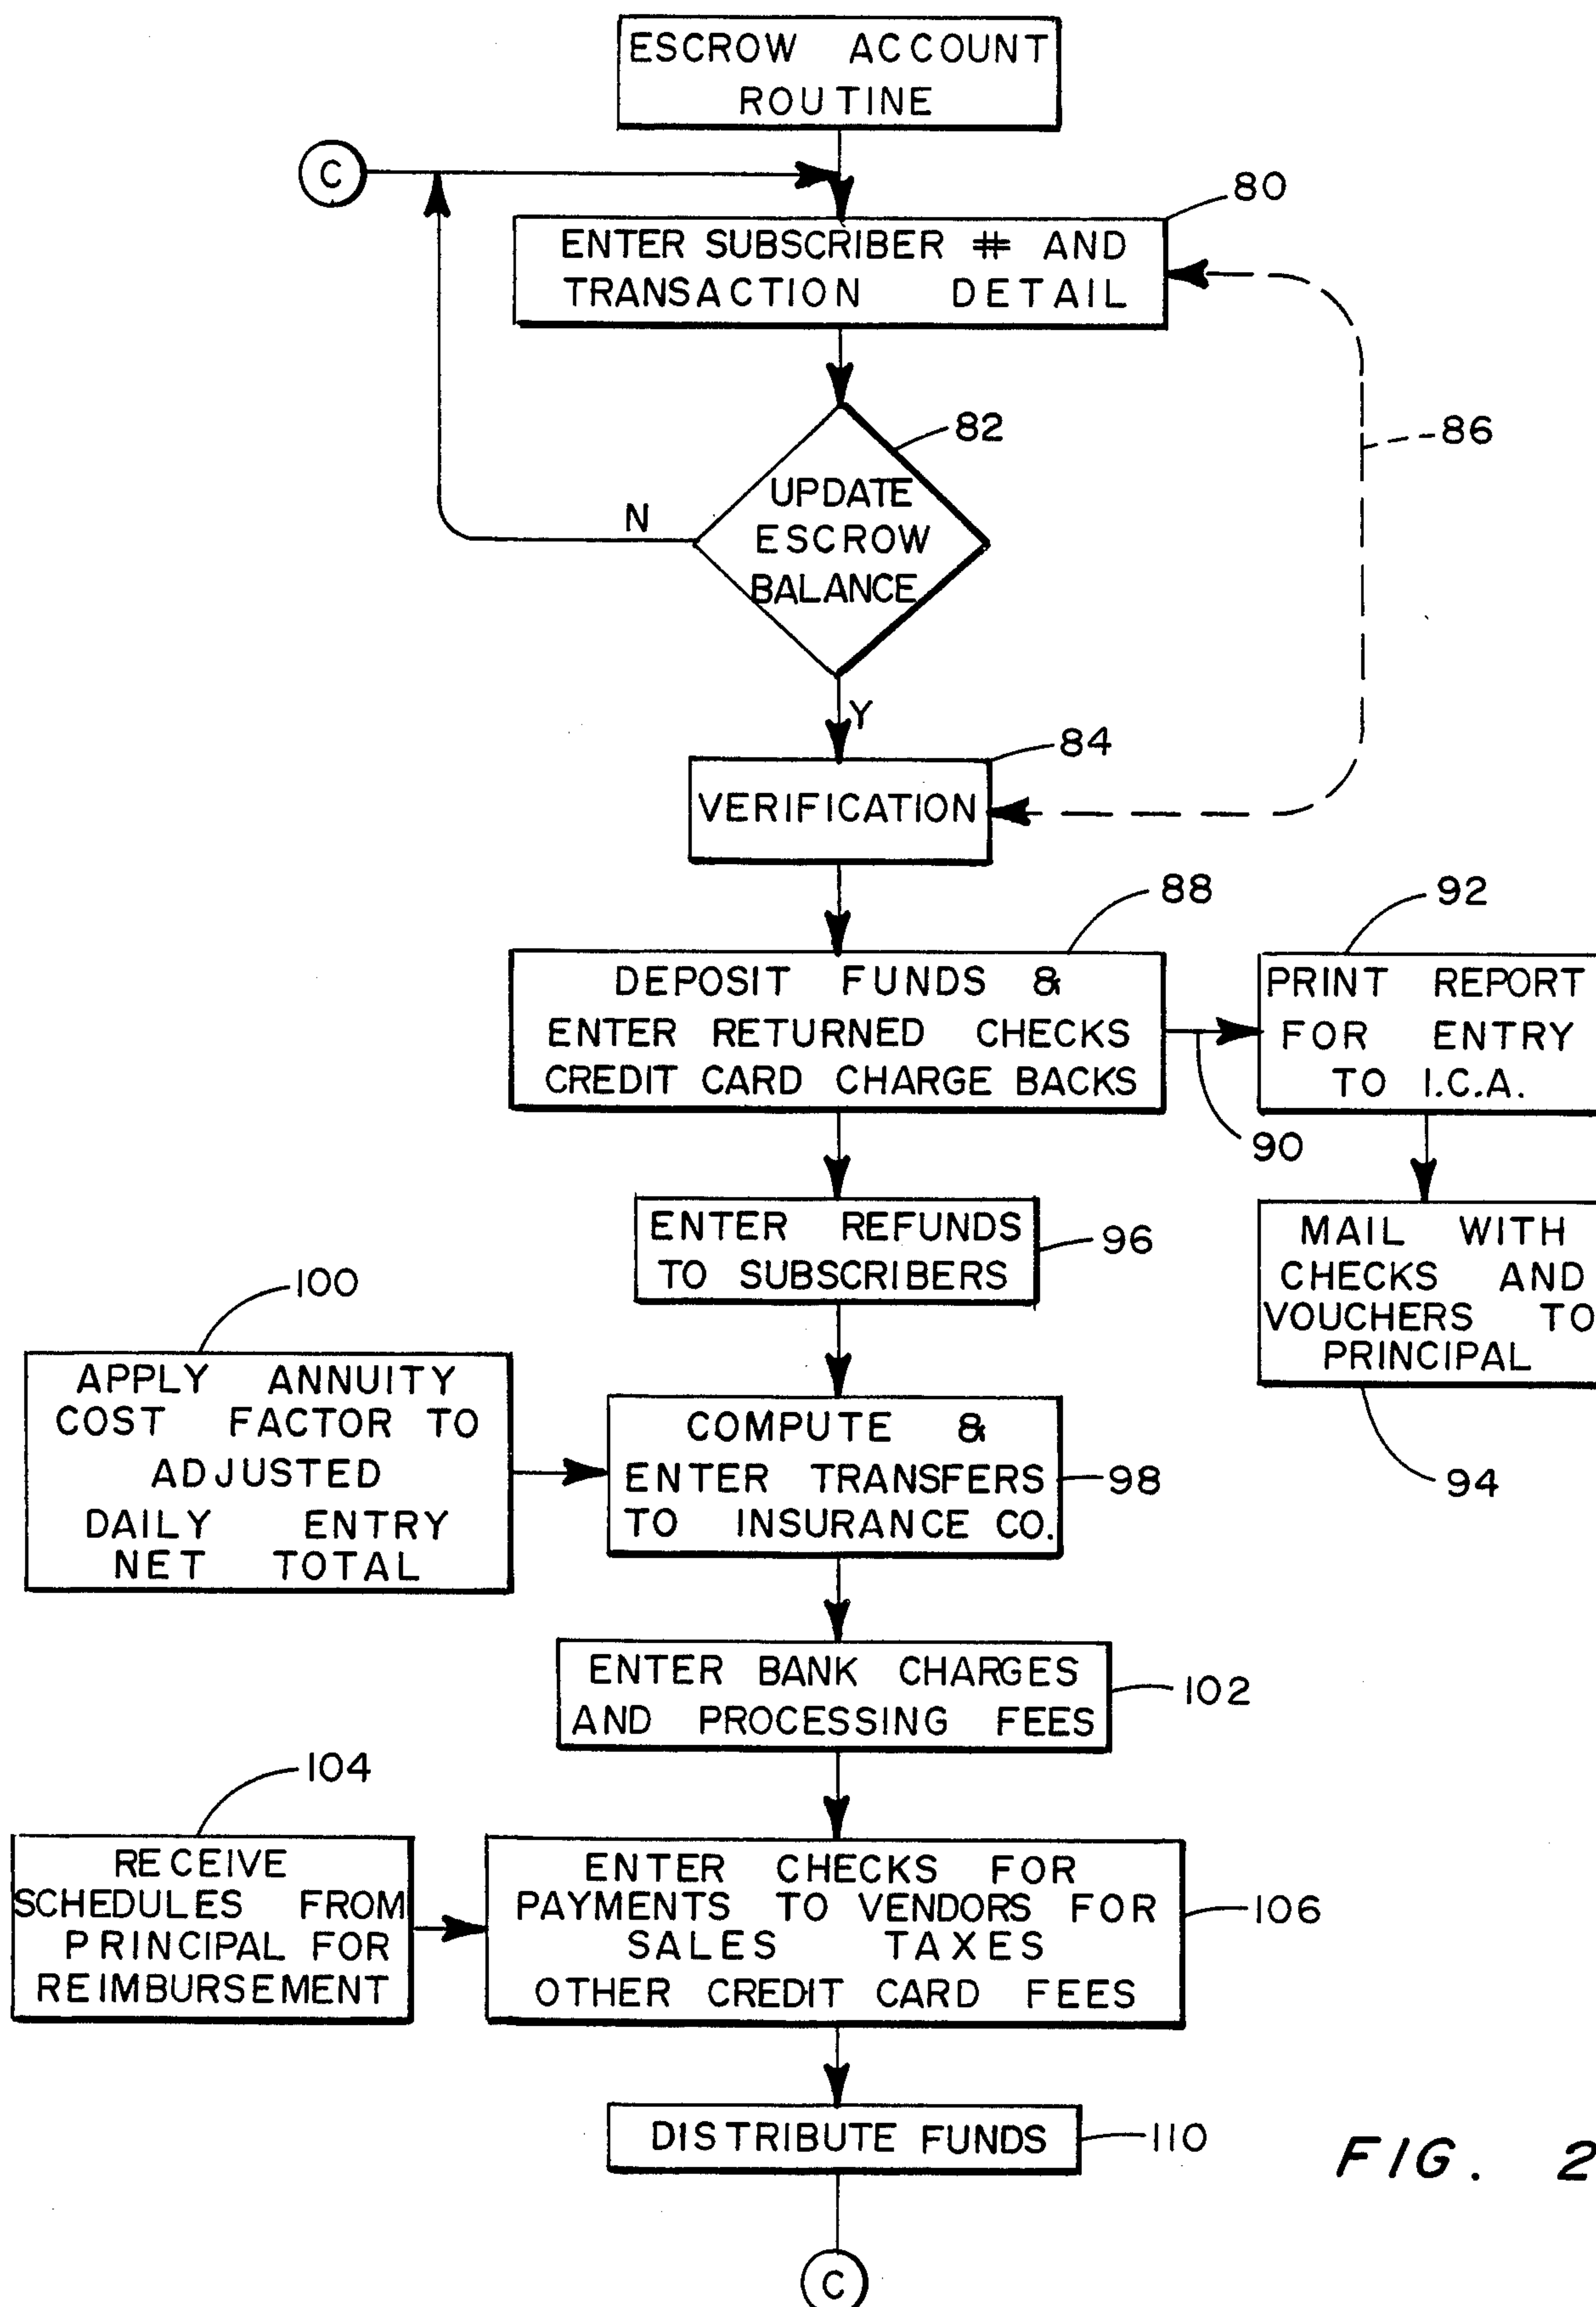 ESCROW ACCOUNT
ROUTINE
C
80
ENTER SUBSCRIBER # AND
TRANSACTION DETAIL
82
86
UPDATE
ESCROW
BALANCE
N
Y
84
VERIFICATION
88
92
DEPOSIT FUNDS &
ENTER RETURNED CHECKS
CREDIT CARD CHARGE BACKS
PRINT REPORT
FOR ENTRY
TO I.C.A.
90
ENTER REFUNDS
TO SUBSCRIBERS
96
MAIL WITH
CHECKS AND
VOUCHERS TO
PRINCIPAL
94
100
APPLY ANNUITY
COST FACTOR TO
ADJUSTED
DAILY ENTRY
NET TOTAL
COMPUTE &
ENTER TRANSFERS
TO INSURANCE CO.
98
ENTER BANK CHARGES
AND PROCESSING FEES
102
104
RECEIVE
SCHEDULES FROM
PRINCIPAL FOR
REIMBURSEMENT
ENTER CHECKS FOR
PAYMENTS TO VENDORS FOR
SALES TAXES
OTHER CREDIT CARD FEES
106
DISTRIBUTE FUNDS
110
FIG. 2
C